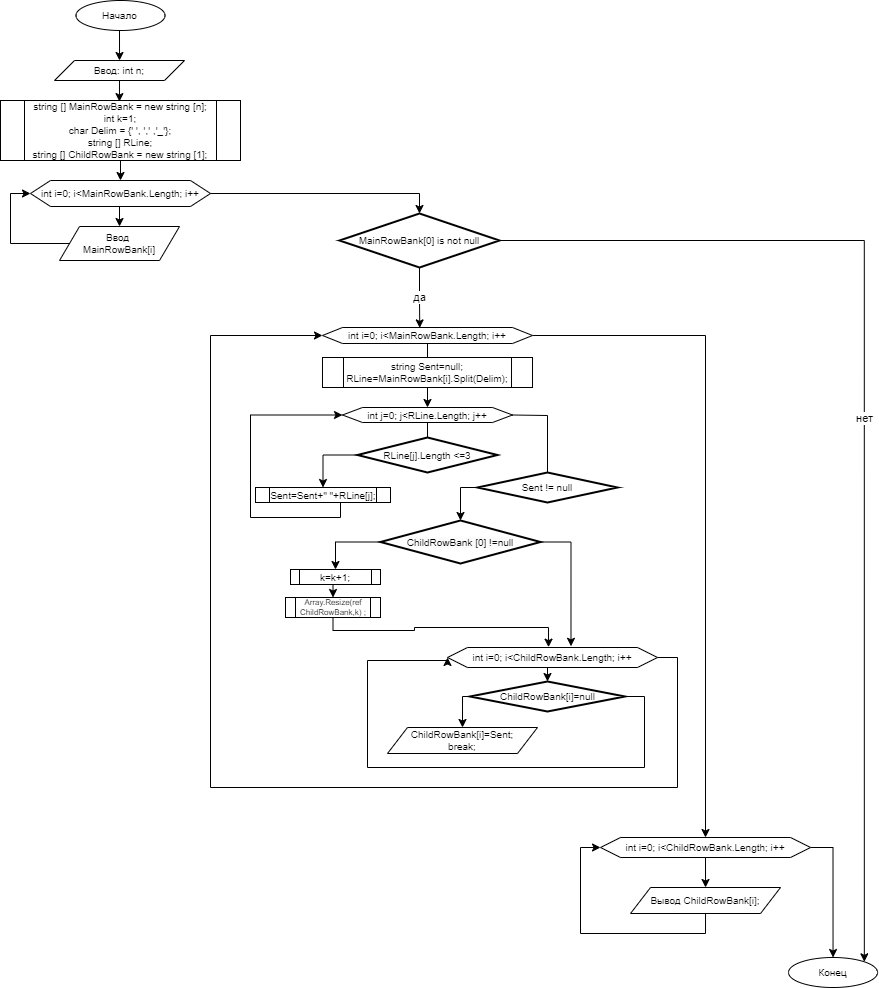 Начало
Ввод: int n;
string [] MainRowBank = new string [n];
int k=1;
char Delim = {' ', ',' ,'_'};
string [] RLine;
string [] ChildRowBank = new string [1];
int i=0; i<MainRowBank.Length; i++
Ввод
MainRowBank[i]
MainRowBank[0] is not null
да
int i=0; i<MainRowBank.Length; i++
string Sent=null;
RLine=MainRowBank[i].Split(Delim);
int j=0; j<RLine.Length; j++
нет
RLine[j].Length <=3
Sent=Sent+" "+RLine[j];
Sent != null
ChildRowBank [0] !=null
k=k+1;
Array.Resize(ref
ChildRowBank,k) ;
int i=0; i<ChildRowBank.Length; i++
ChildRowBank[i]=null
ChildRowBank[i]=Sent;
break;
int i=0; i<ChildRowBank.Length; i++
Вывод ChildRowBank[i];
Конец